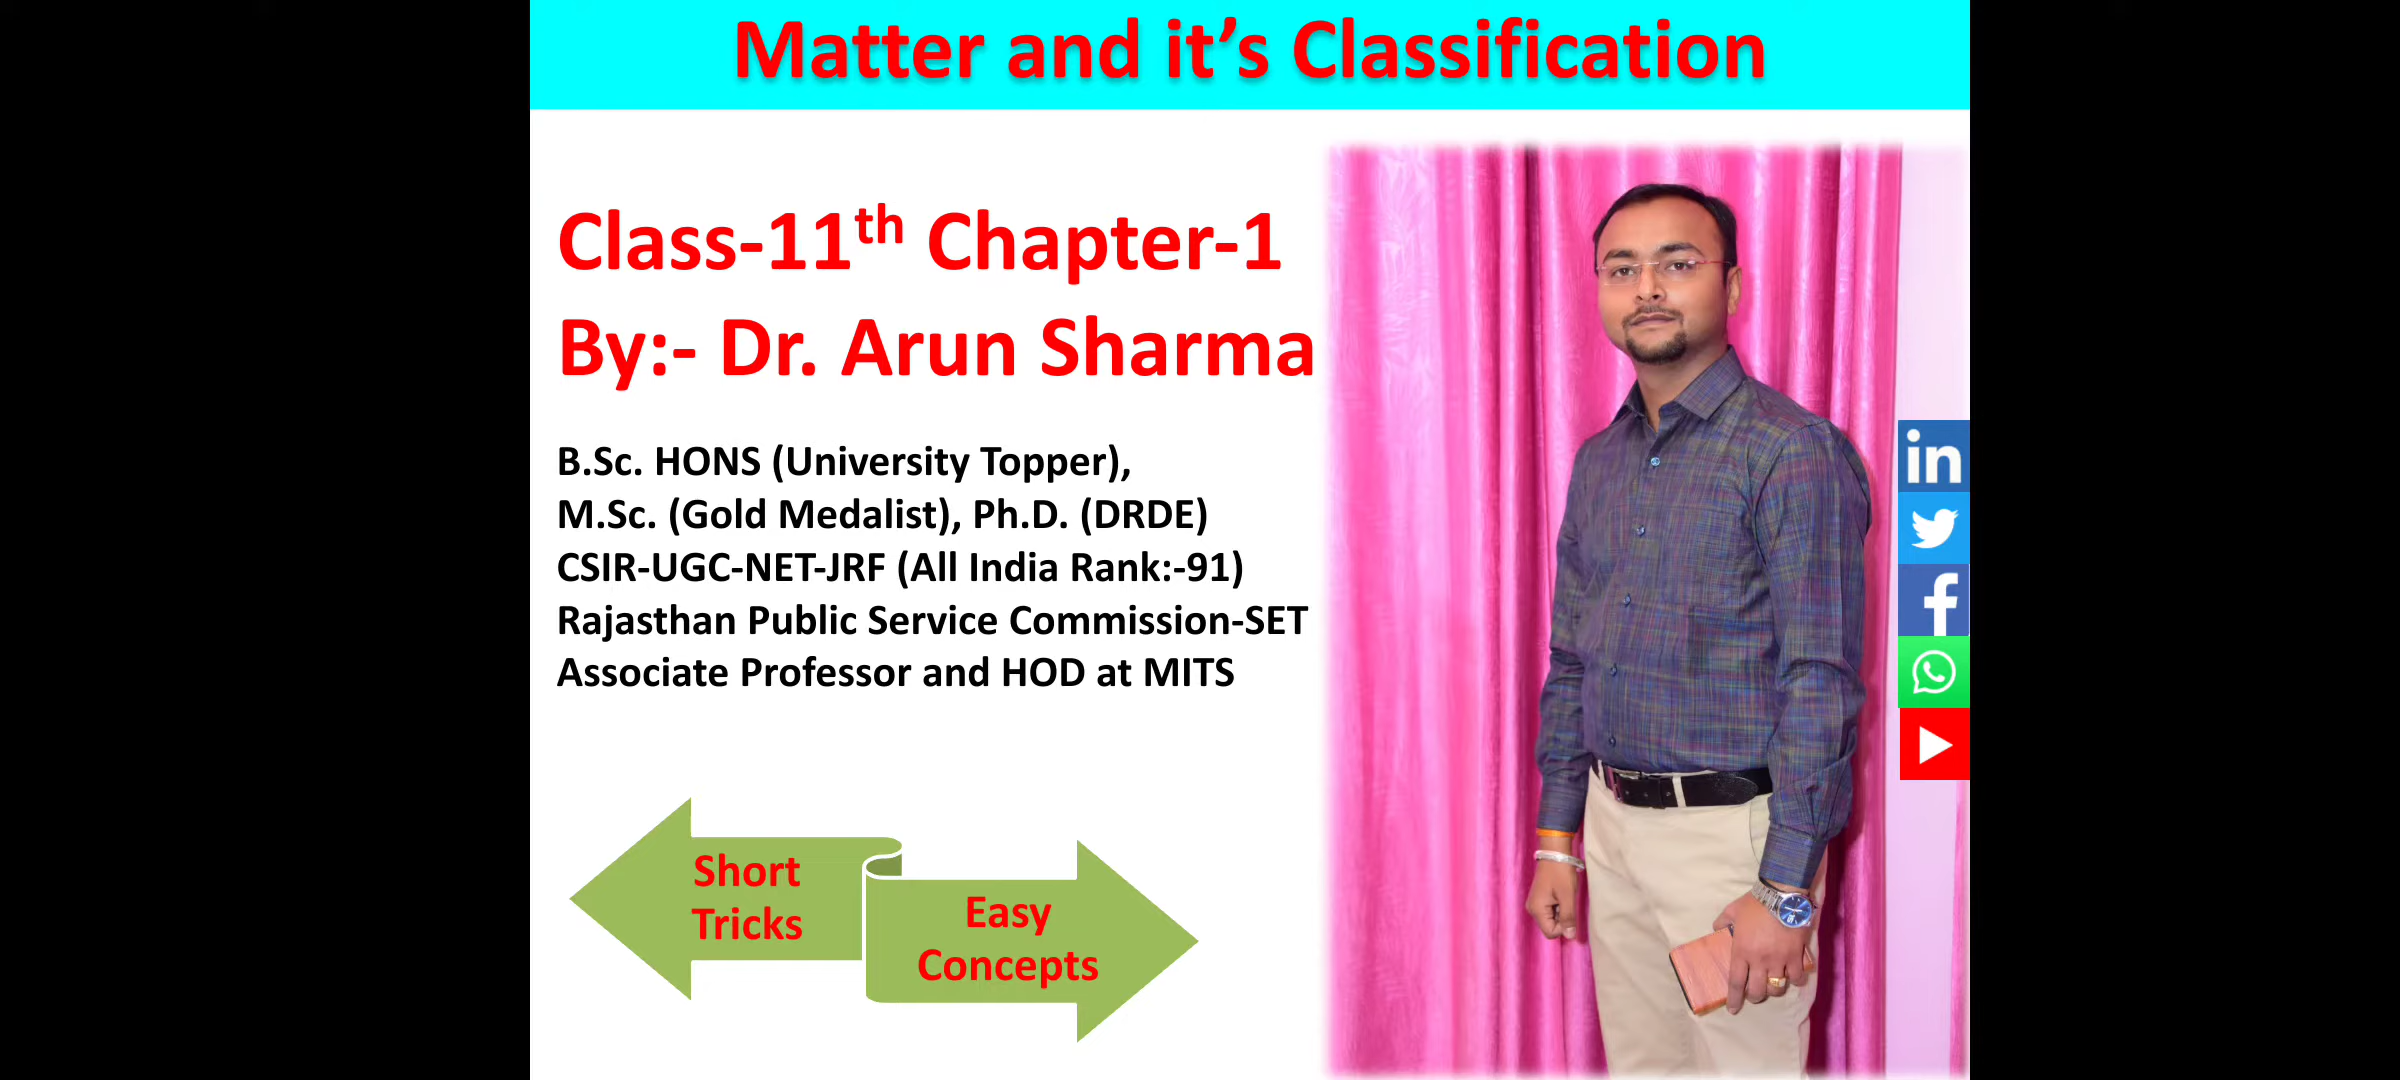 Matter and it’s Classification
Class-11th Chapter-1
By:- Dr. Arun Sharma
B.Sc. HONS (University Topper),
M.Sc. (Gold Medalist), Ph.D. (DRDE)
CSIR-UGC-NET-JRF (All India Rank:-91)
Rajasthan Public Service Commission-SET
Associate Professor and HOD at MITS
Short
Tricks
Easy
Concepts
in
f